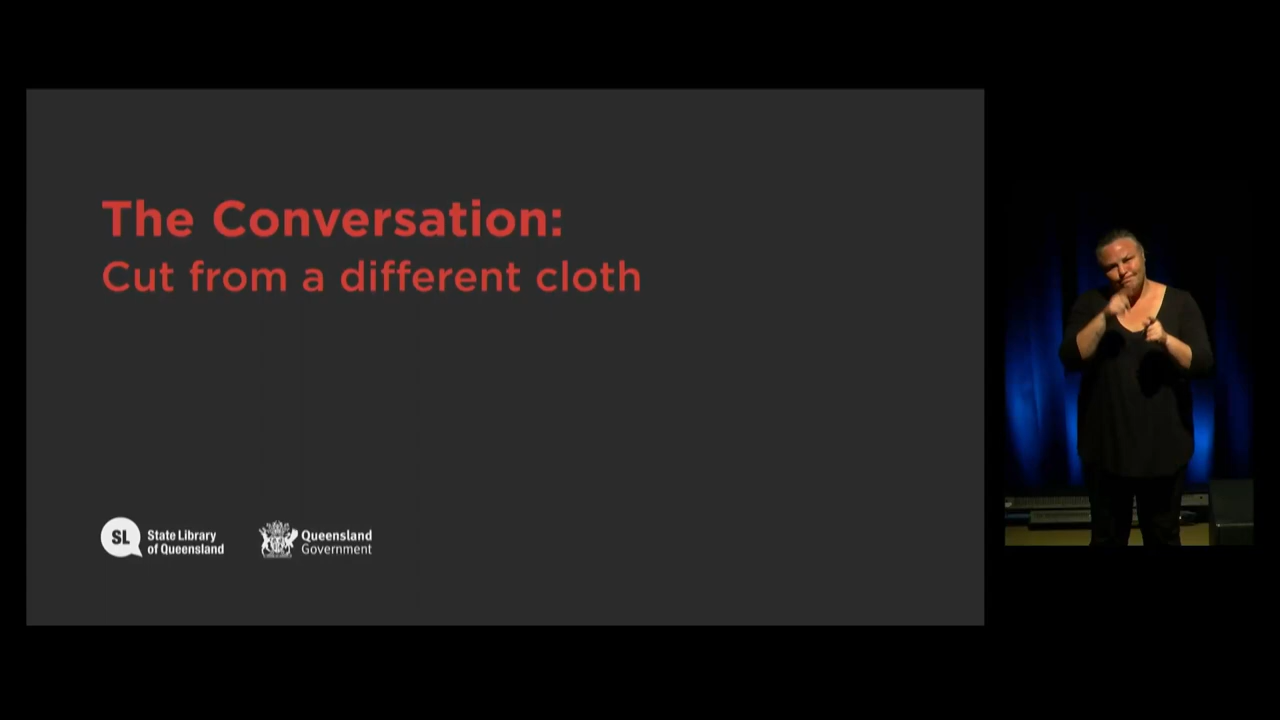 The Conversation:
Cut from a different cloth
SL
State Library
of Queensland
Queensland
Government